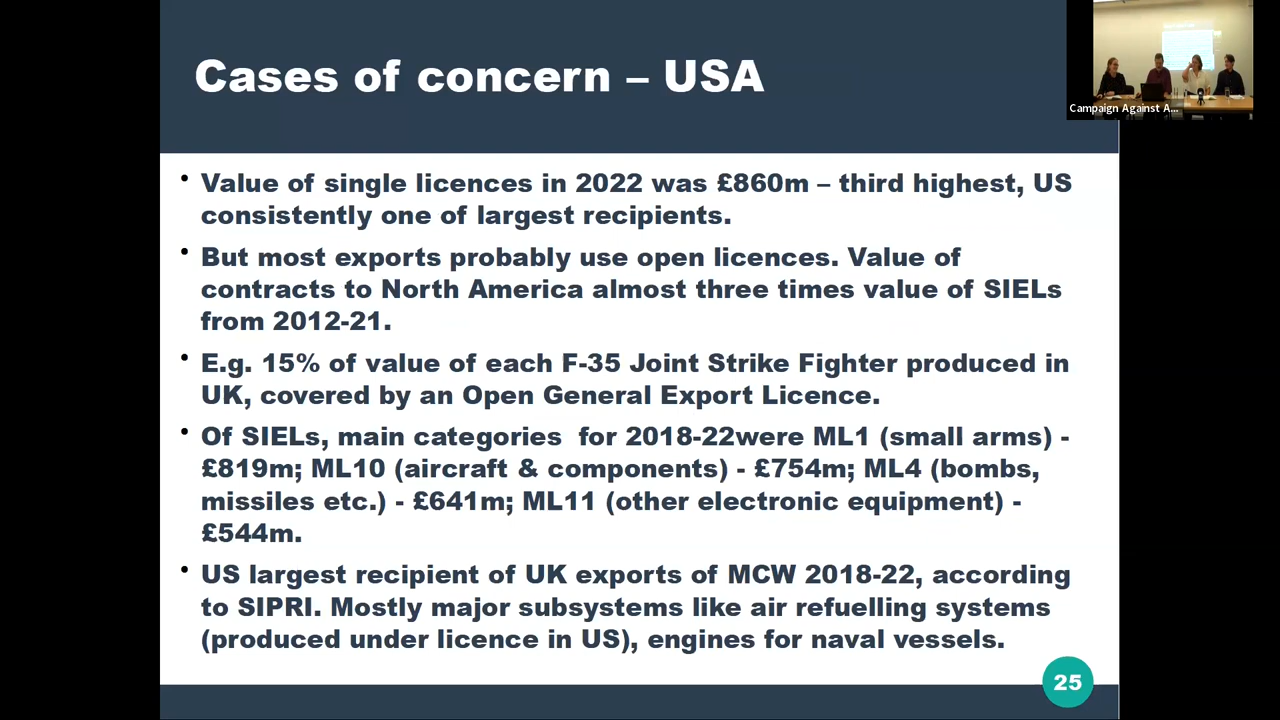 Cases of concern – USA
Campaign Against A...
• Value of single licences in 2022 was £860m – third highest, US
consistently one of largest recipients.
• But most exports probably use open licences. Value of
contracts to North America almost three times value of SIELs
from 2012-21.
• E.g. 15% of value of each F-35 Joint Strike Fighter produced in
UK, covered by an Open General Export Licence.
• Of SIELs, main categories  for 2018-22were ML1 (small arms) -
£819m; ML10 (aircraft & components) - £754m; ML4 (bombs,
missiles etc.) - £641m; ML11 (other electronic equipment) -
£544m.
• US largest recipient of UK exports of MCW 2018-22, according
to SIPRI. Mostly major subsystems like air refuelling systems
(produced under licence in US), engines for naval vessels.
25